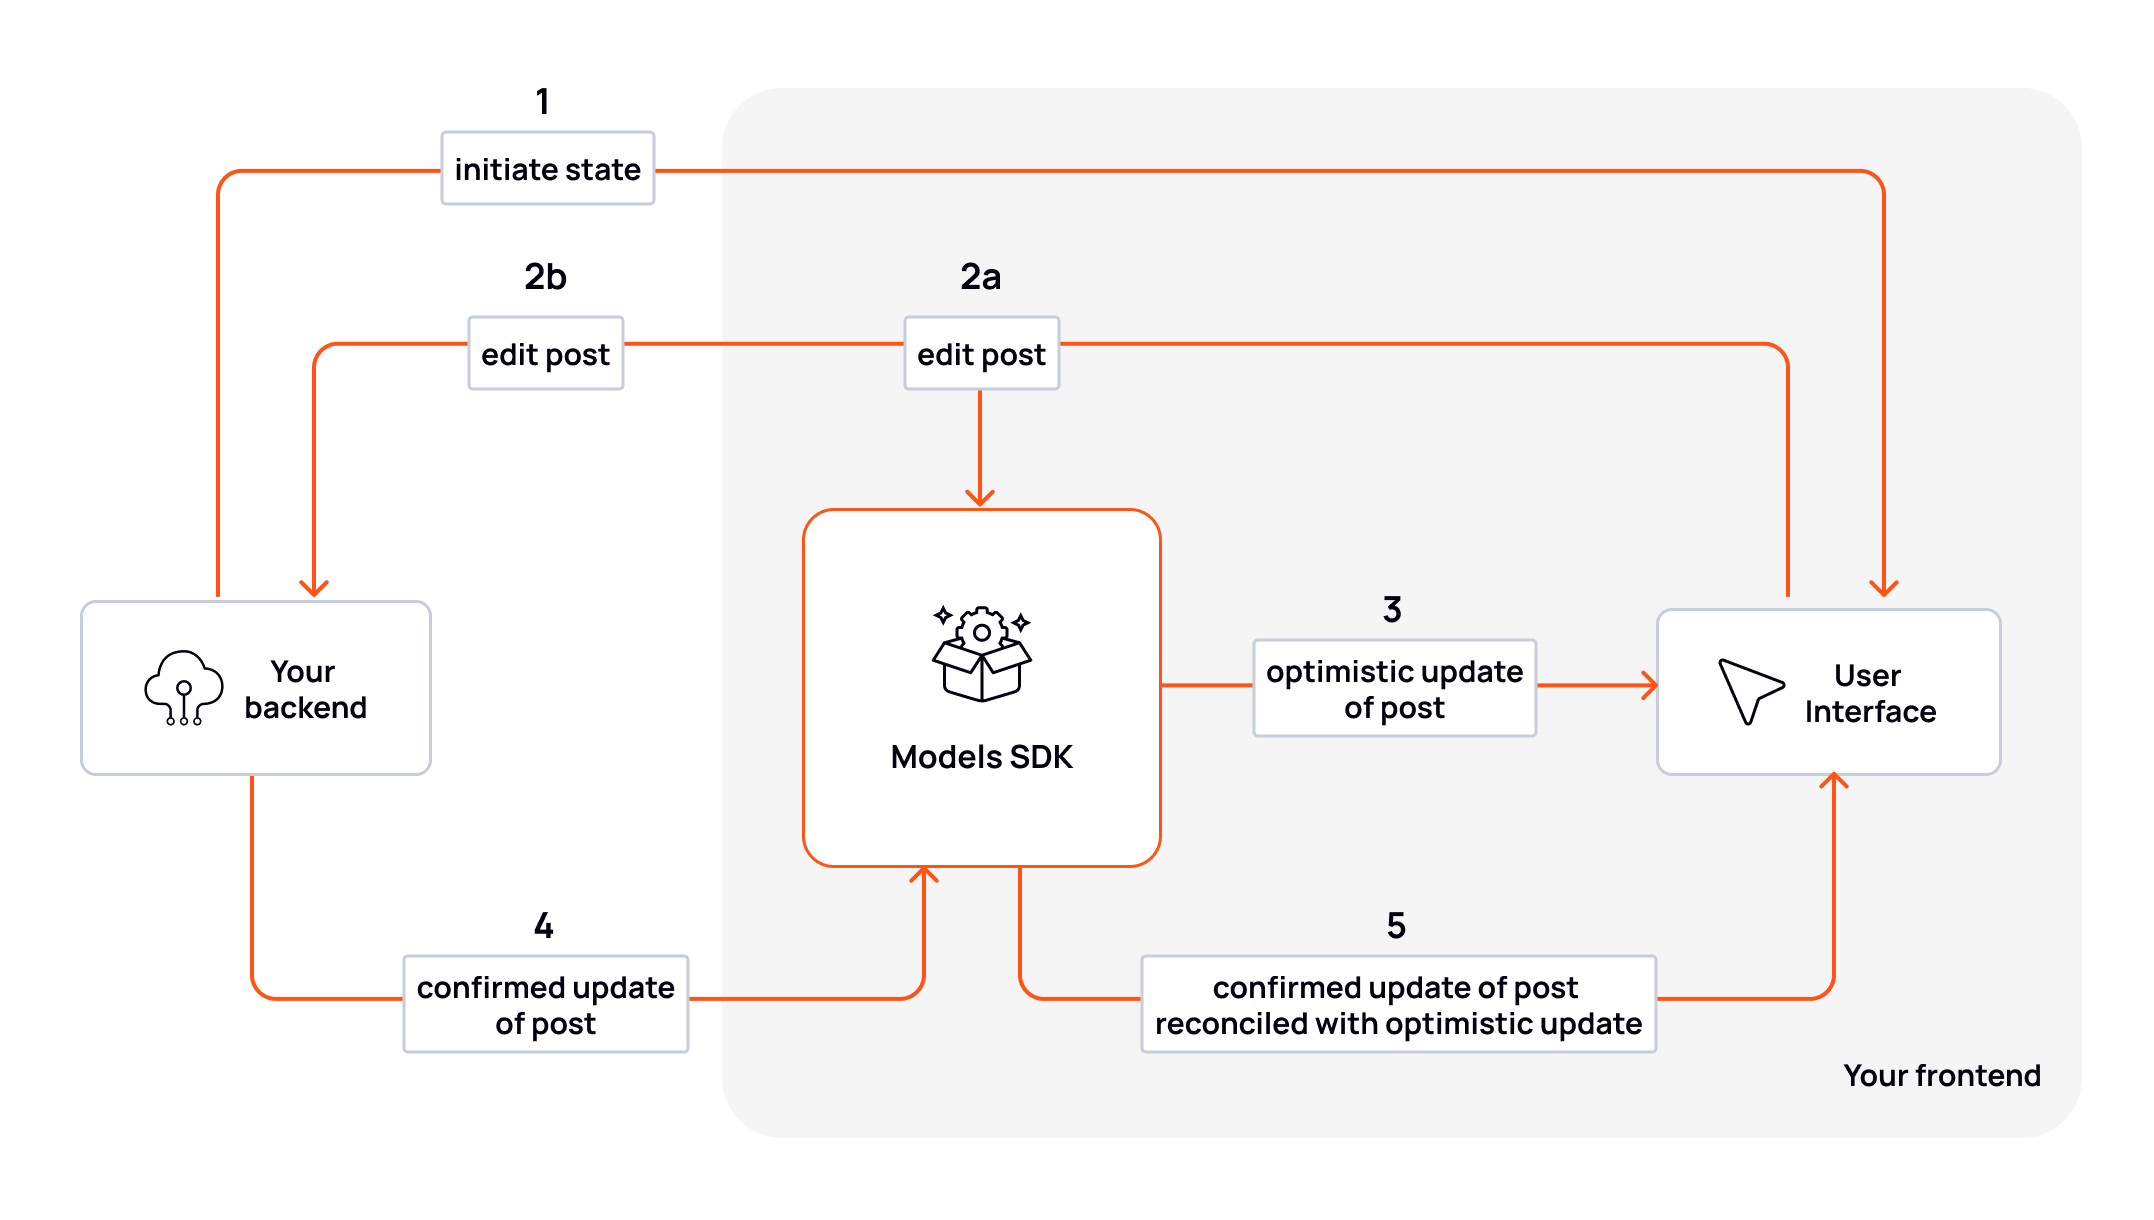 1
initiate state
2b
edit post
2a
edit post
Your
backend
Models SDK
3
optimistic update
of post
User
Interface
4
confirmed update
of post
5
confirmed update of post
reconciled with optimistic update
Your frontend